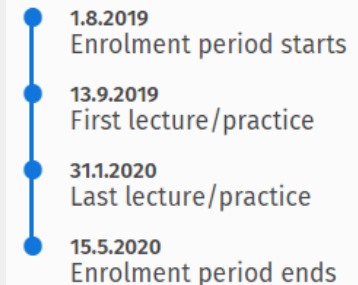 1.8.2019
Enrolment period starts
13.9.2019
First lecture/practice
31.1.2020
Last lecture/practice
15.5.2020
Enrolment period ends